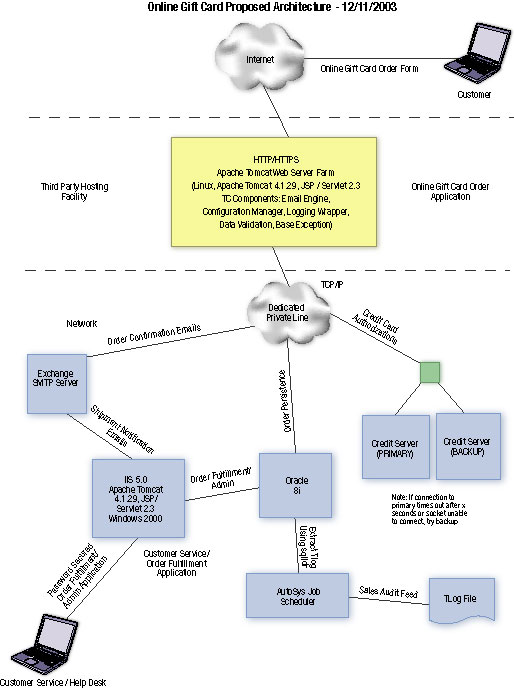 Online Gift Card Proposed Architecture - 12/11/2003
Internet
Online Gift Card Order Form
Customer
HTTP/HTTPS
Apache TomcatWeb Server Farm
(Linux, Apache Tomcat 4.1.29, JSP / Servlet 2.3
TC Components: Email Engine,
Configuration Manager, Logging Wrapper,
Data Validation, Base Exception)
Third Party Hosting
Facility
Online Gift Card Order
Application
TCP/IP
Dedicated
Private Line
Network
Order Confirmation Emails
Credit Card
Authorizations
Exchange
SMTP Server
Order Persistence
Shipment Notification
Emails
Credit Server
(PRIMARY)
Credit Server
(BACKUP)
IIS 5.0
Apache Tomcat
4.1.29, JSP/
Servlet 2.3
Windows 2000
Order Fulfillment/
Admin
Oracle
8i
Note: If connection to
primary times out after x
seconds or socket unable
to connect, try backup
Customer Service/
Order Fulfillment
Application
Extract Tlog
Using sqlldr
Password Secured
Order Fulfillment/
Admin Application
AutoSys Job
Scheduler
Sales Audit Feed
TLog File
Customer Service / Help Desk